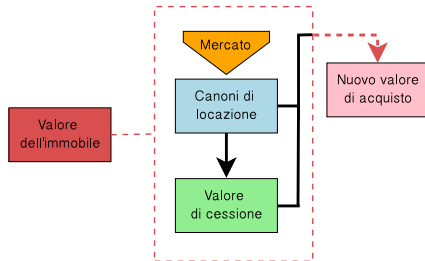 Mercato
Canoni di
locazione
Nuovo valore
di acquisto
Valore
dell'immobile
Valore
di cessione